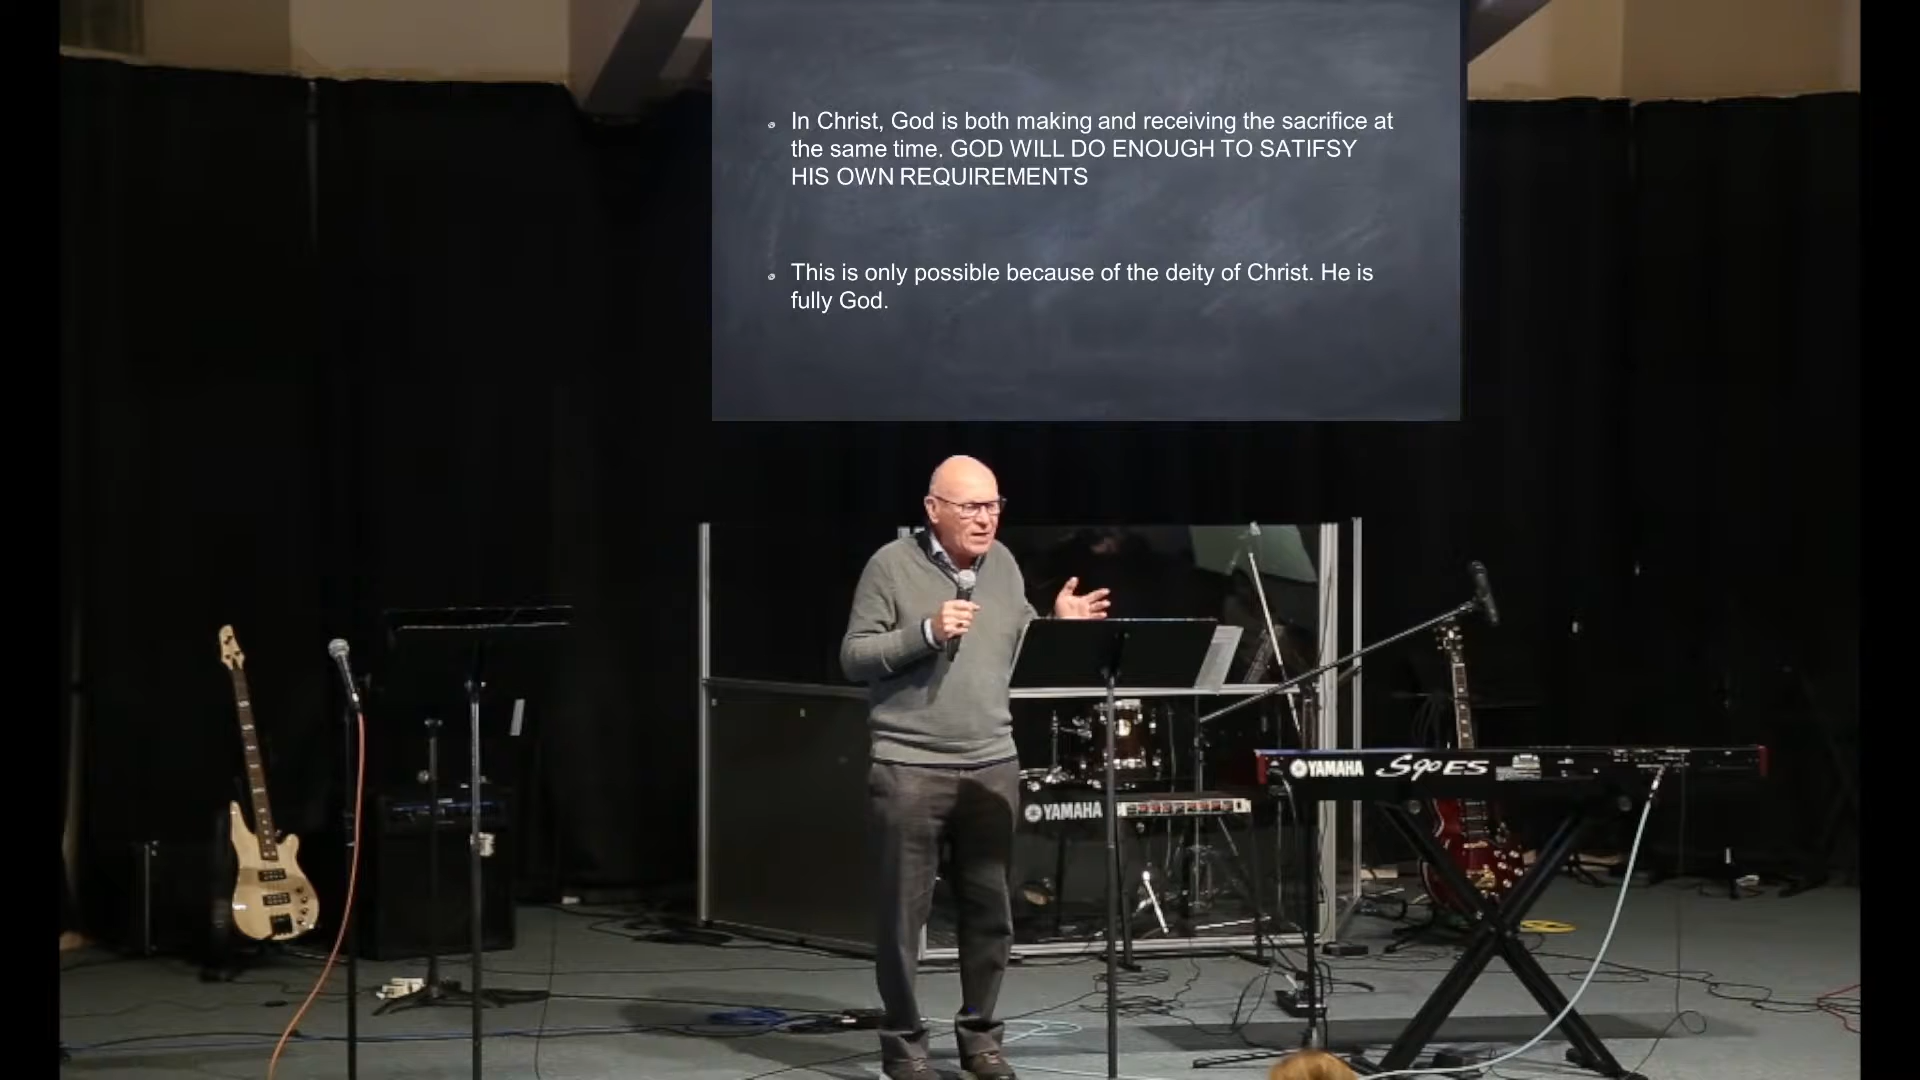 In Christ, God is both making and receiving the sacrifice at
the same time. GOD WILL DO ENOUGH TO SATIFSY
HIS OWN REQUIREMENTS
This is only possible because of the deity of Christ. He is
fully God.
YAMAHA S90 ES
YAMAHA